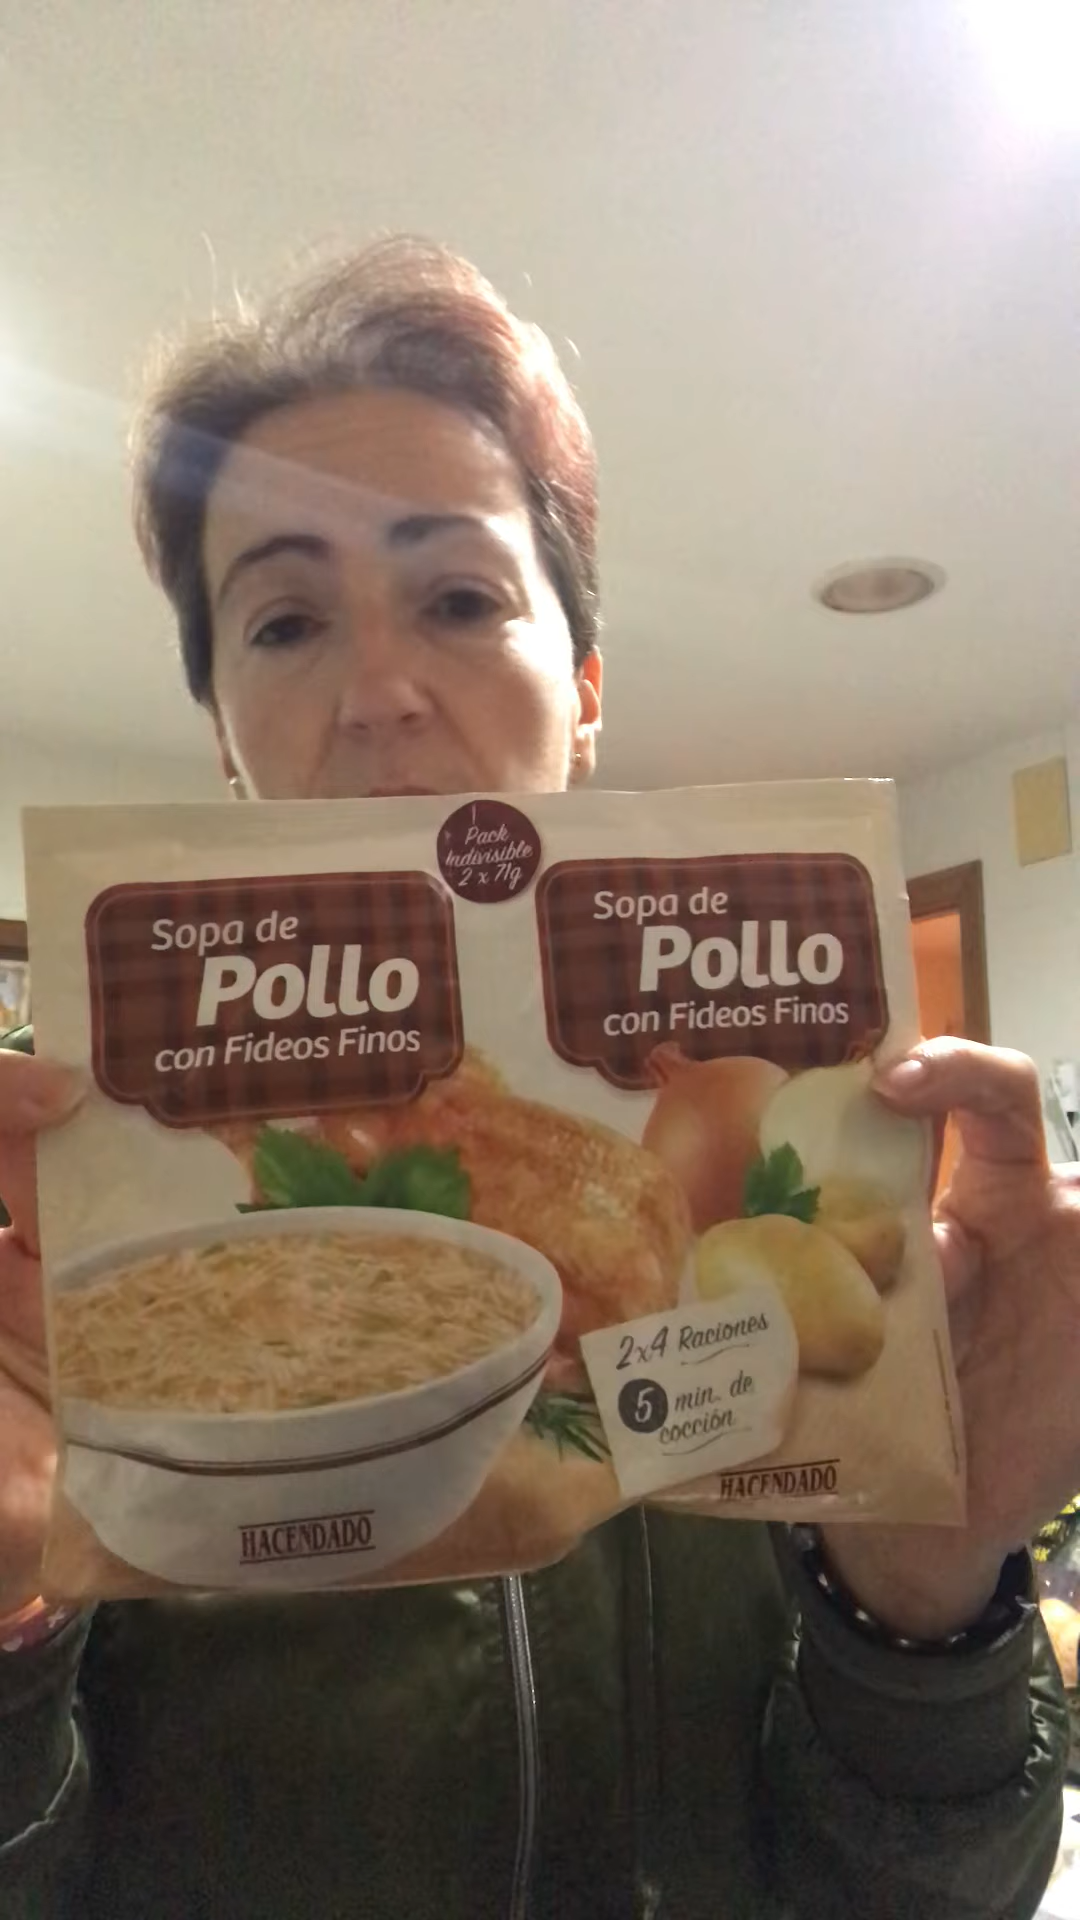 Pack
Indivisible
2 x 71g
Sopa de
Pollo
con Fideos Finos
Sopa de
Pollo
con Fideos Finos
2x4 Raciones
5 min. de
cocción
HACENDADO
HACENDADO